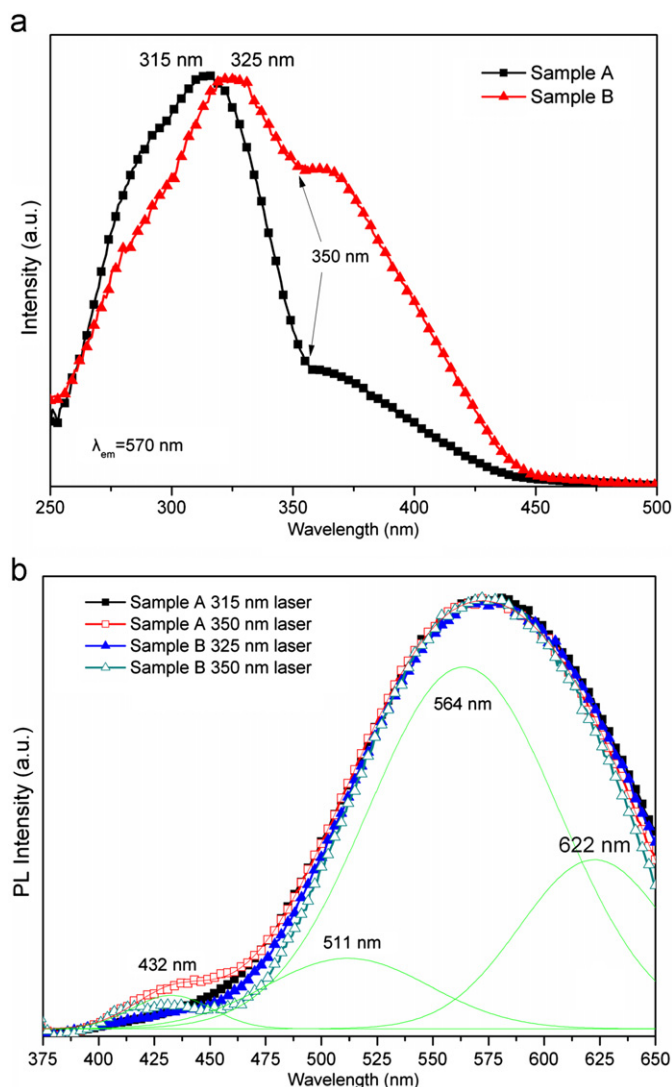 a
315 nm 325 nm
Sample A
Sample B
350 nm
Intensity (a.u.)
λem=570 nm
250 300 350 400 450 500
Wavelength (nm)
b
Sample A 315 nm laser
Sample A 350 nm laser
Sample B 325 nm laser
Sample B 350 nm laser
564 nm
622 nm
511 nm
432 nm
PL Intensity (a.u.)
375 400 425 450 475 500 525 550 575 600 625 650
Wavelength (nm)